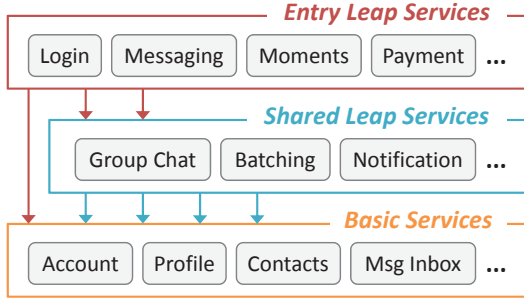 Entry Leap Services
Login Messaging Moments Payment ...
Shared Leap Services
Group Chat Batching Notification ...
Basic Services
Account Profile Contacts Msg Inbox ...